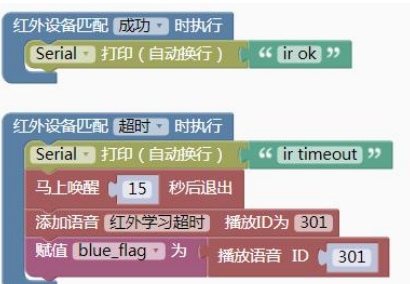 红外设备匹配 成功 时执行
Serial 打印（自动换行） “ ir ok ”
红外设备匹配 超时 时执行
Serial 打印（自动换行） “ ir timeout ”
马上唤醒 15 秒后退出
添加语音 红外学习超时 播放ID为 301
赋值 blue_flag 为 播放语音 ID 301